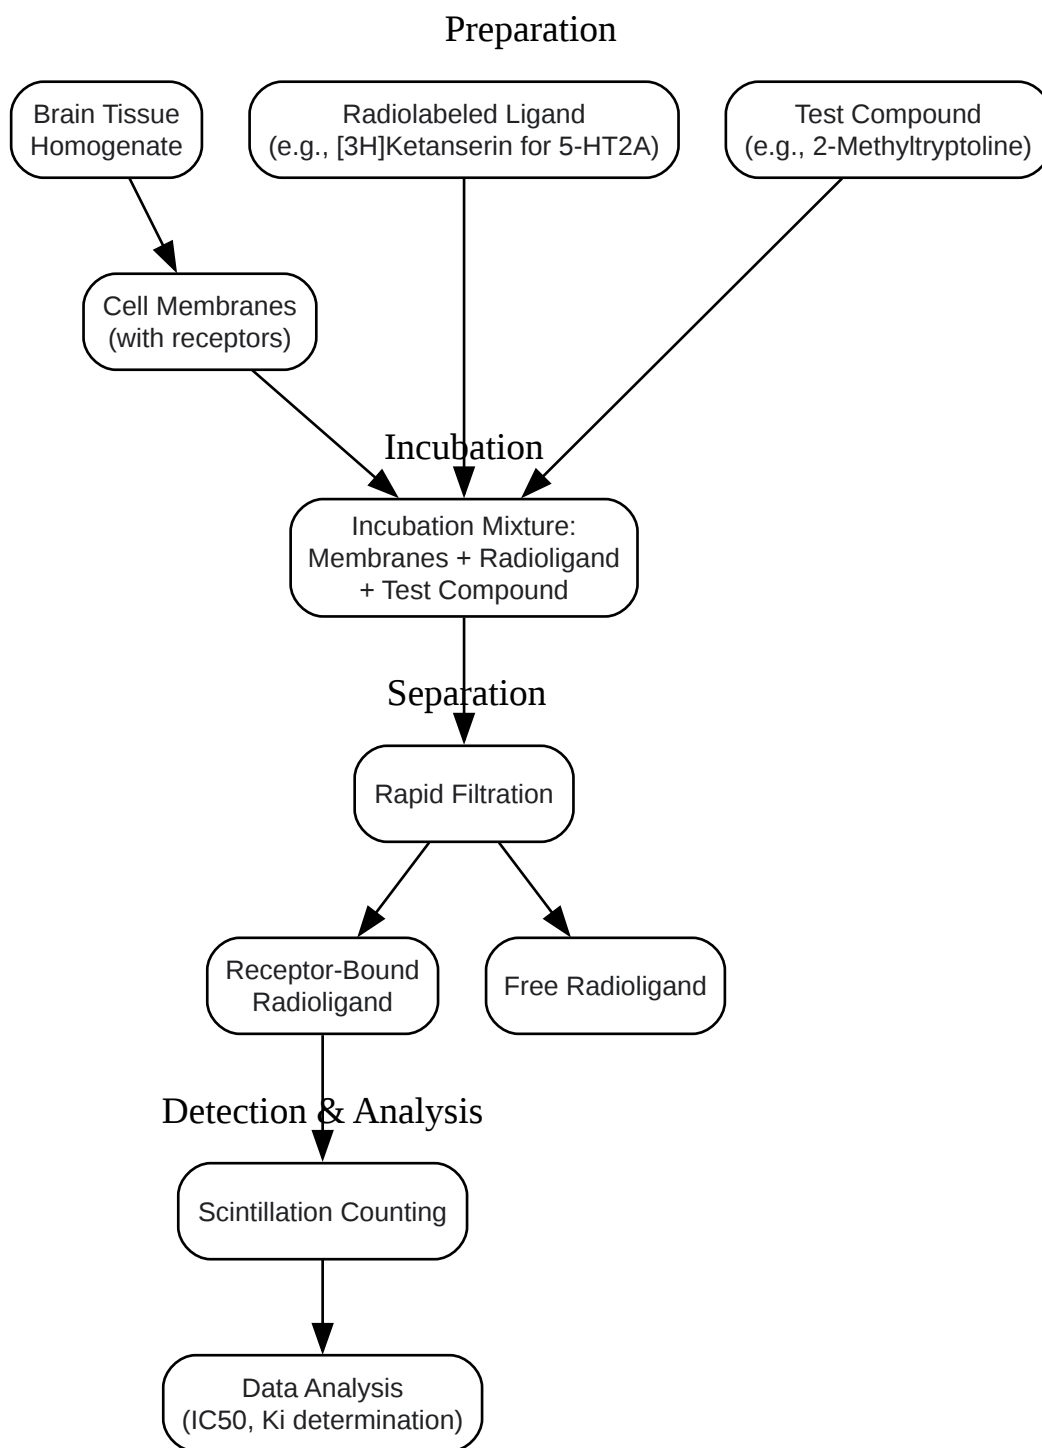 Preparation
Brain Tissue
Homogenate
Radiolabeled Ligand
(e.g., [3H]Ketanserin for 5-HT2A)
Test Compound
(e.g., 2-Methyltryptoline)
Cell Membranes
(with receptors)
Incubation
Incubation Mixture:
Membranes + Radioligand
+ Test Compound
Separation
Rapid Filtration
Receptor-Bound
Radioligand
Free Radioligand
Detection & Analysis
Scintillation Counting
Data Analysis
(IC50, Ki determination)